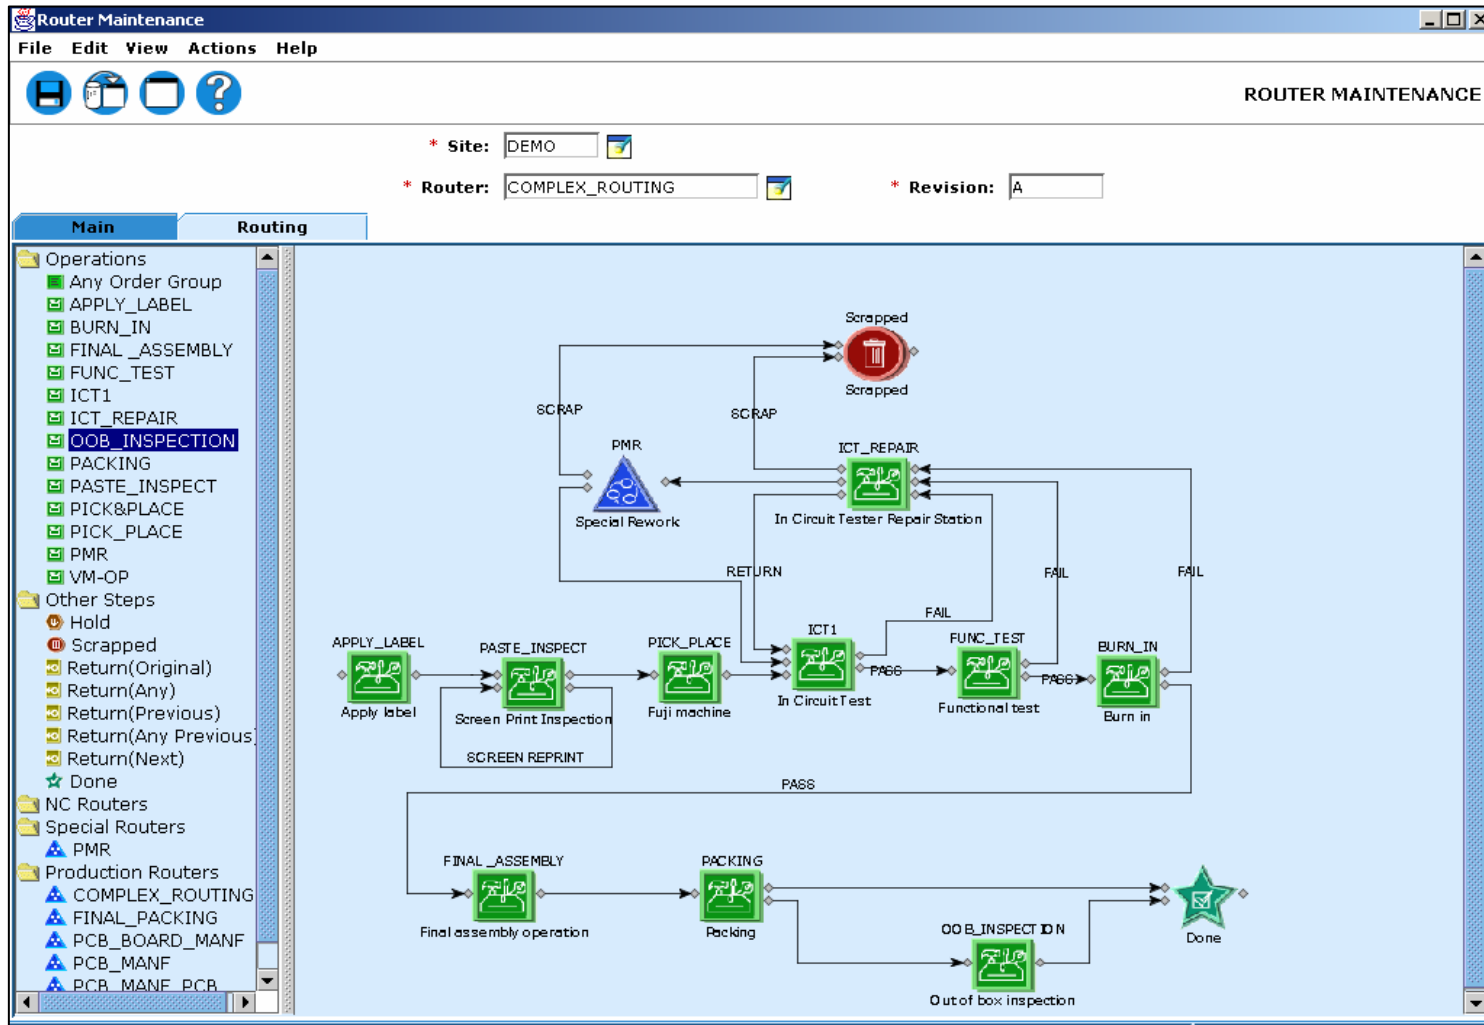 Router Maintenance
File Edit View Actions Help
ROUTER MAINTENANCE
* Site: DEMO
* Router: COMPLEX_ROUTING * Revision: A
Main Routing
Operations
Any Order Group
APPLY_LABEL
BURN_IN
FINAL _ASSEMBLY
FUNC_TEST
ICT1
ICT_REPAIR
OOB_INSPECTION
PACKING
PASTE_INSPECT
PICK&PLACE
PICK_PLACE
PMR
VM-OP
Other Steps
Hold
Scrapped
Return(Original)
Return(Any)
Return(Previous)
Return(Any Previous)
Return(Next)
Done
NC Routers
Special Routers
PMR
Production Routers
COMPLEX_ROUTING
FINAL_PACKING
PCB_BOARD_MANF
PCB_MANF
PCB_MANF_PCB
Scrapped
Scrapped
SCRAP SCRAP
PMR ICT_REPAIR
Special Rework In Circuit Tester Repair Station
RETURN FAIL FAIL
FAIL
APPLY_LABEL PASTE_INSPECT PICK_PLACE ICT1 FUNC_TEST BURN_IN
PASS PASS
Apply label Screen Print Inspection Fuji machine In Circuit Test Functional test Burn in
SCREEN REPRINT
PASS
FINAL _ASSEMBLY PACKING
Final assembly operation Packing OOB_INSPECTION Done
Out of box inspection